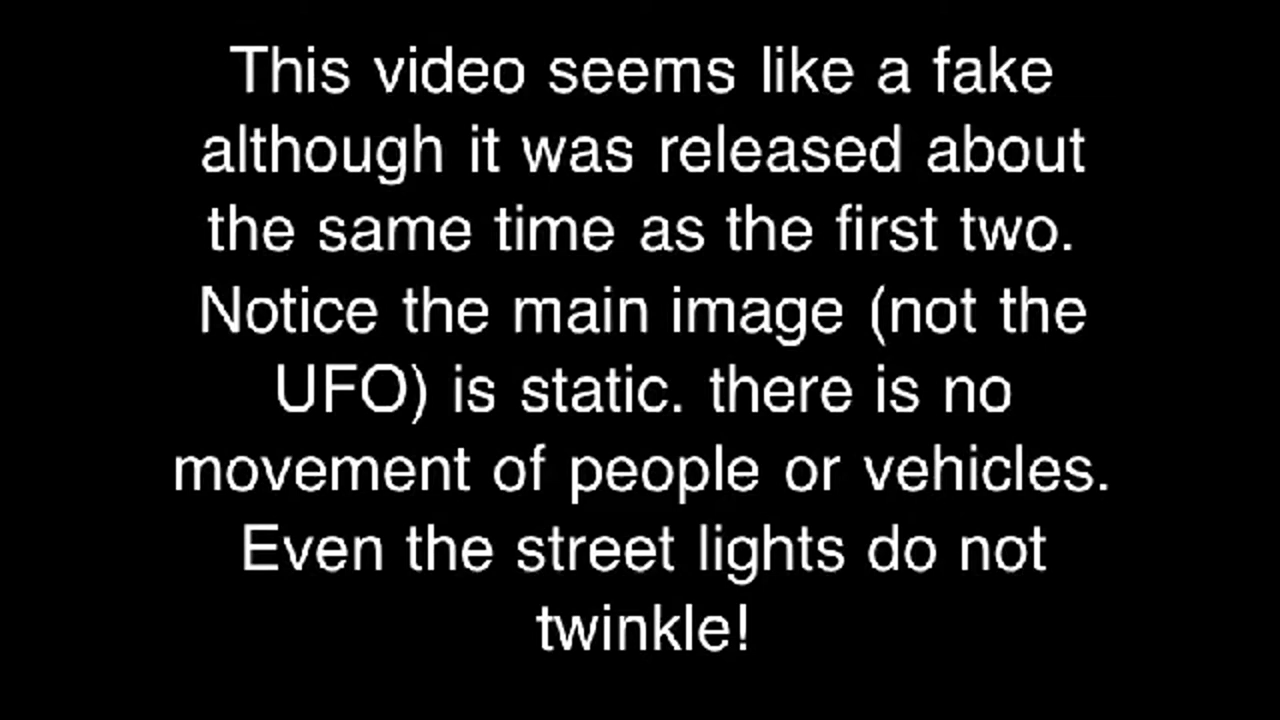 This video seems like a fake
although it was released about
the same time as the first two.
Notice the main image (not the
UFO) is static. there is no
movement of people or vehicles.
Even the street lights do not
twinkle!